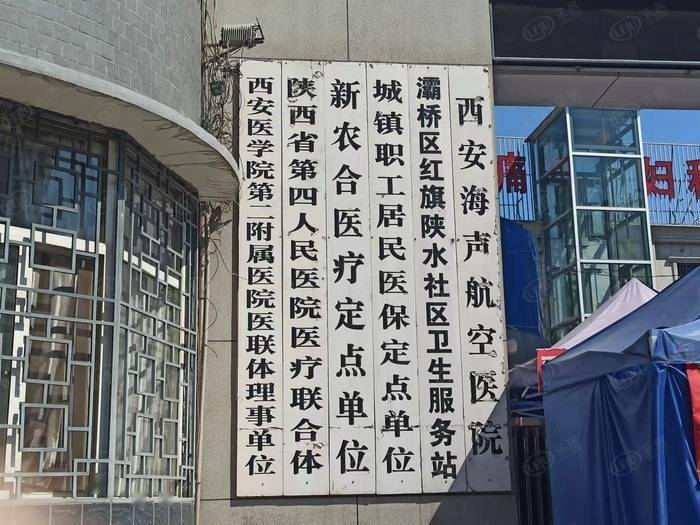 西安海声航空医院
灞桥区红旗陕水社区卫生服务站
城镇职工居民医保定点单位
新农合医疗定点单位
陕西省第四人民医院医疗联合体
西安医学院第二附属医院医联体理事单位
痛
妇科